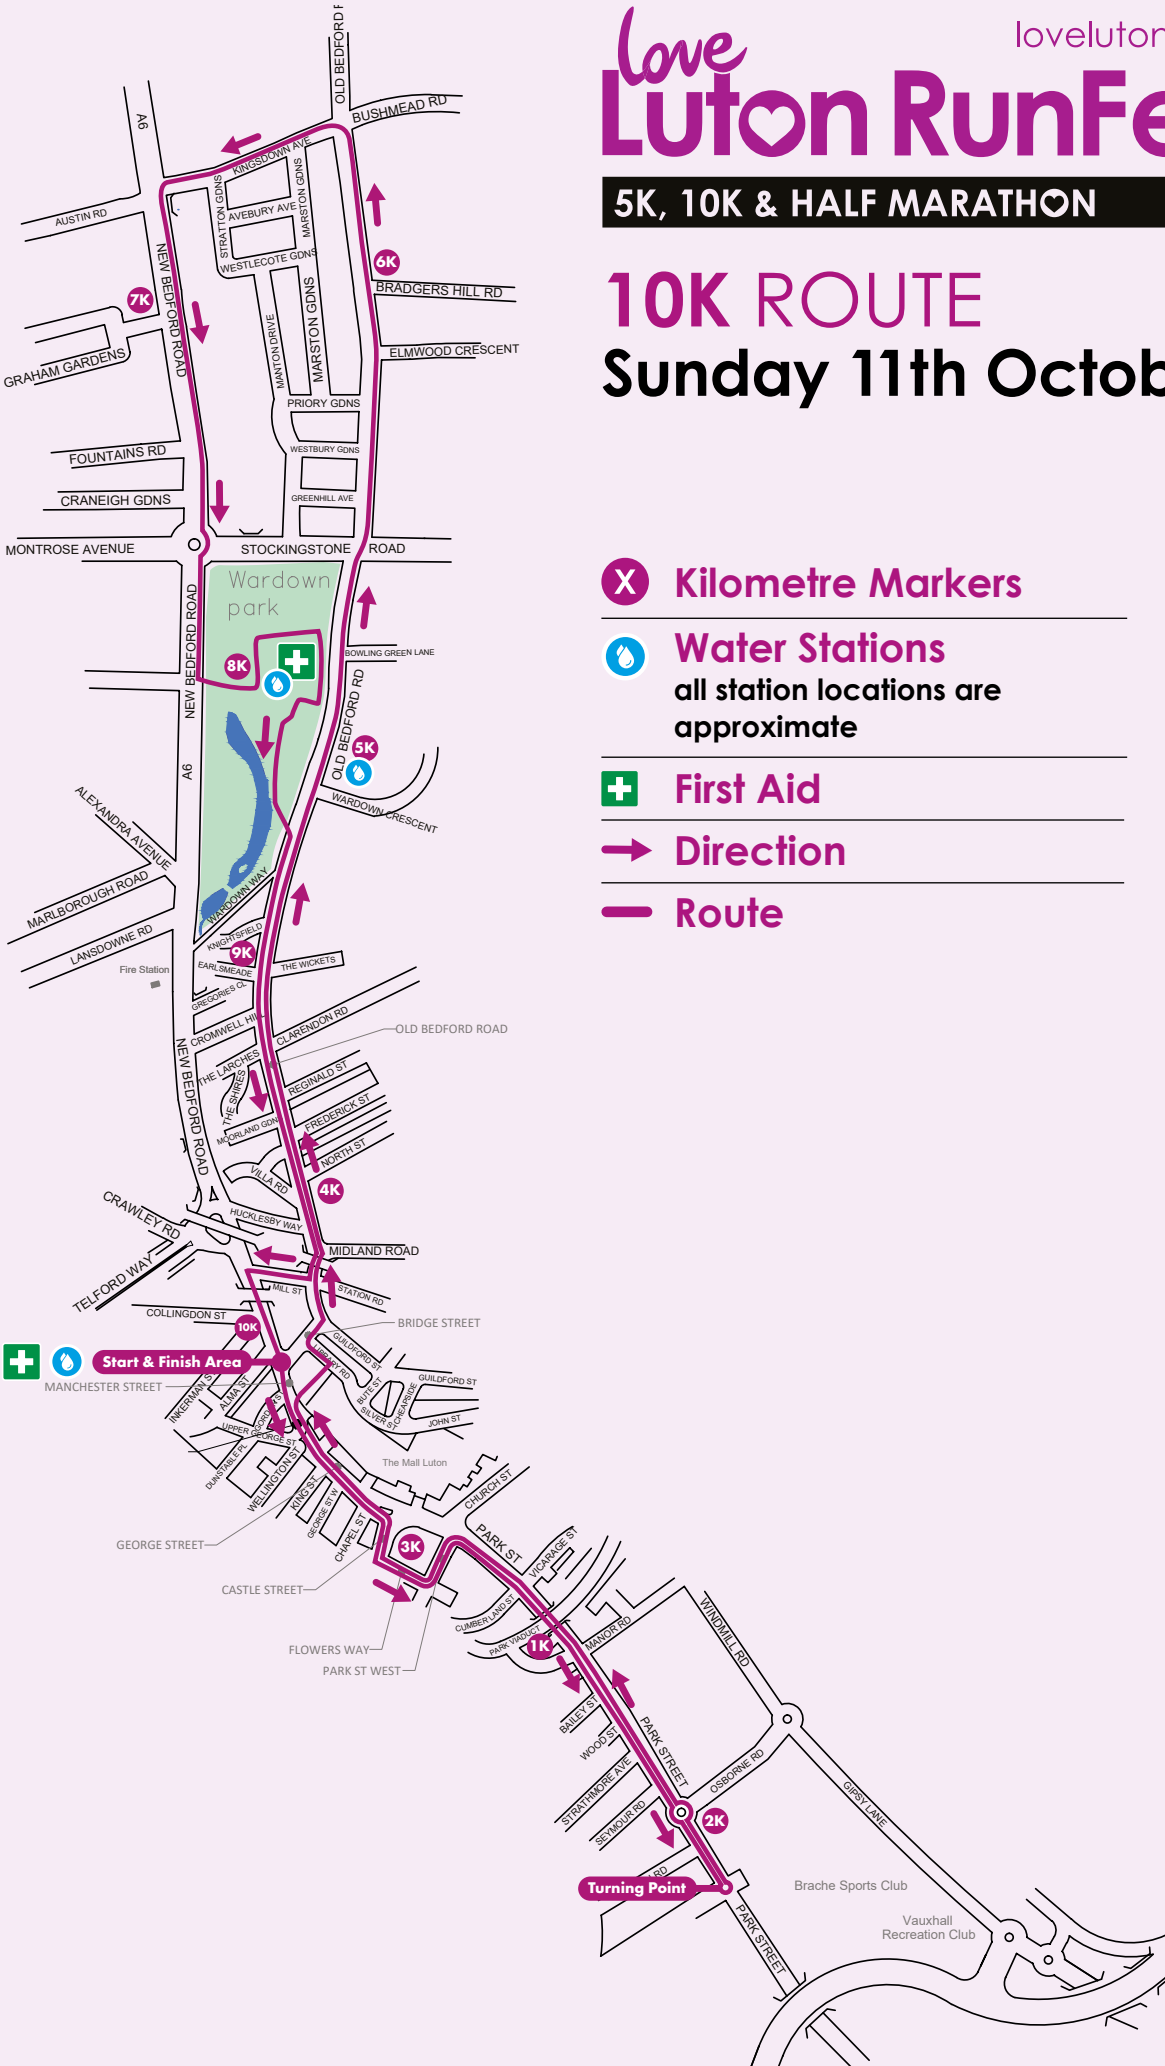 love
loveluton
Luton RunFe
5K, 10K & HALF MARATHON
10K ROUTE
Sunday 11th Octob
X Kilometre Markers
Water Stations
all station locations are
approximate
First Aid
Direction
Route
OLD BEDFORD
BUSHMEAD RD
A6
KINGSDOWN AVE
AUSTIN RD
STRATTON GDNS
MARSTON GDNS
AVEBURY AVE
WESTLECOTE GDNS
6K
NEW BEDFORD ROAD
7K
BRADGERS HILL RD
MANTON DRIVE
MARSTON GDNS
ELMWOOD CRESCENT
GRAHAM GARDENS
PRIORY GDNS
FOUNTAINS RD
WESTBURY GDNS
CRANEIGH GDNS
GREENHILL AVE
MONTROSE AVENUE
STOCKINGSTONE ROAD
Wardown
park
NEW BEDFORD ROAD
BOWLING GREEN LANE
8K
OLD BEDFORD RD
5K
A6
WARDOWN CRESCENT
ALEXANDRA AVENUE
MARLBOROUGH ROAD
WARDOWN WAY
LANSDOWNE RD
KNIGHTSFIELD
9K
EARLSMEADE
THE WICKETS
Fire Station
GREGORIES CL
CROMWELL HILL
CLARENDON RD
OLD BEDFORD ROAD
NEW BEDFORD ROAD
THE LARCHES
THE SHIRES
REGINALD ST
FREDERICK ST
MOORLAND GDN
NORTH ST
VILLA RD
4K
CRAWLEY RD
HUCKLESBY WAY
MIDLAND ROAD
TELFORD WAY
MILL ST
STATION RD
COLLINGDON ST
10K
BRIDGE STREET
GUILDFORD ST
LIBRARY RD
Start & Finish Area
MANCHESTER STREET
GUILDFORD ST
BUTE ST
CHEAPSIDE
SILVER ST
JOHN ST
INKERMAN ST
ALMA ST
GORDON ST
UPPER GEORGE ST
DUNSTABLE PL
WELLINGTON ST
The Mall Luton
KING ST
GEORGE ST W
CHAPEL ST
CHURCH ST
GEORGE STREET
PARK ST
3K
VICARAGE ST
CASTLE STREET
CUMBERLAND ST
PARK VIADUCT
1K
MANOR RD
WINDMILL RD
FLOWERS WAY
PARK ST WEST
BAILEY ST
WOOD ST
PARK STREET
STRATHMORE AVE
OSBORNE RD
SEYMOUR RD
2K
GIPSY LANE
RD
Turning Point
Brache Sports Club
PARK STREET
Vauxhall
Recreation Club